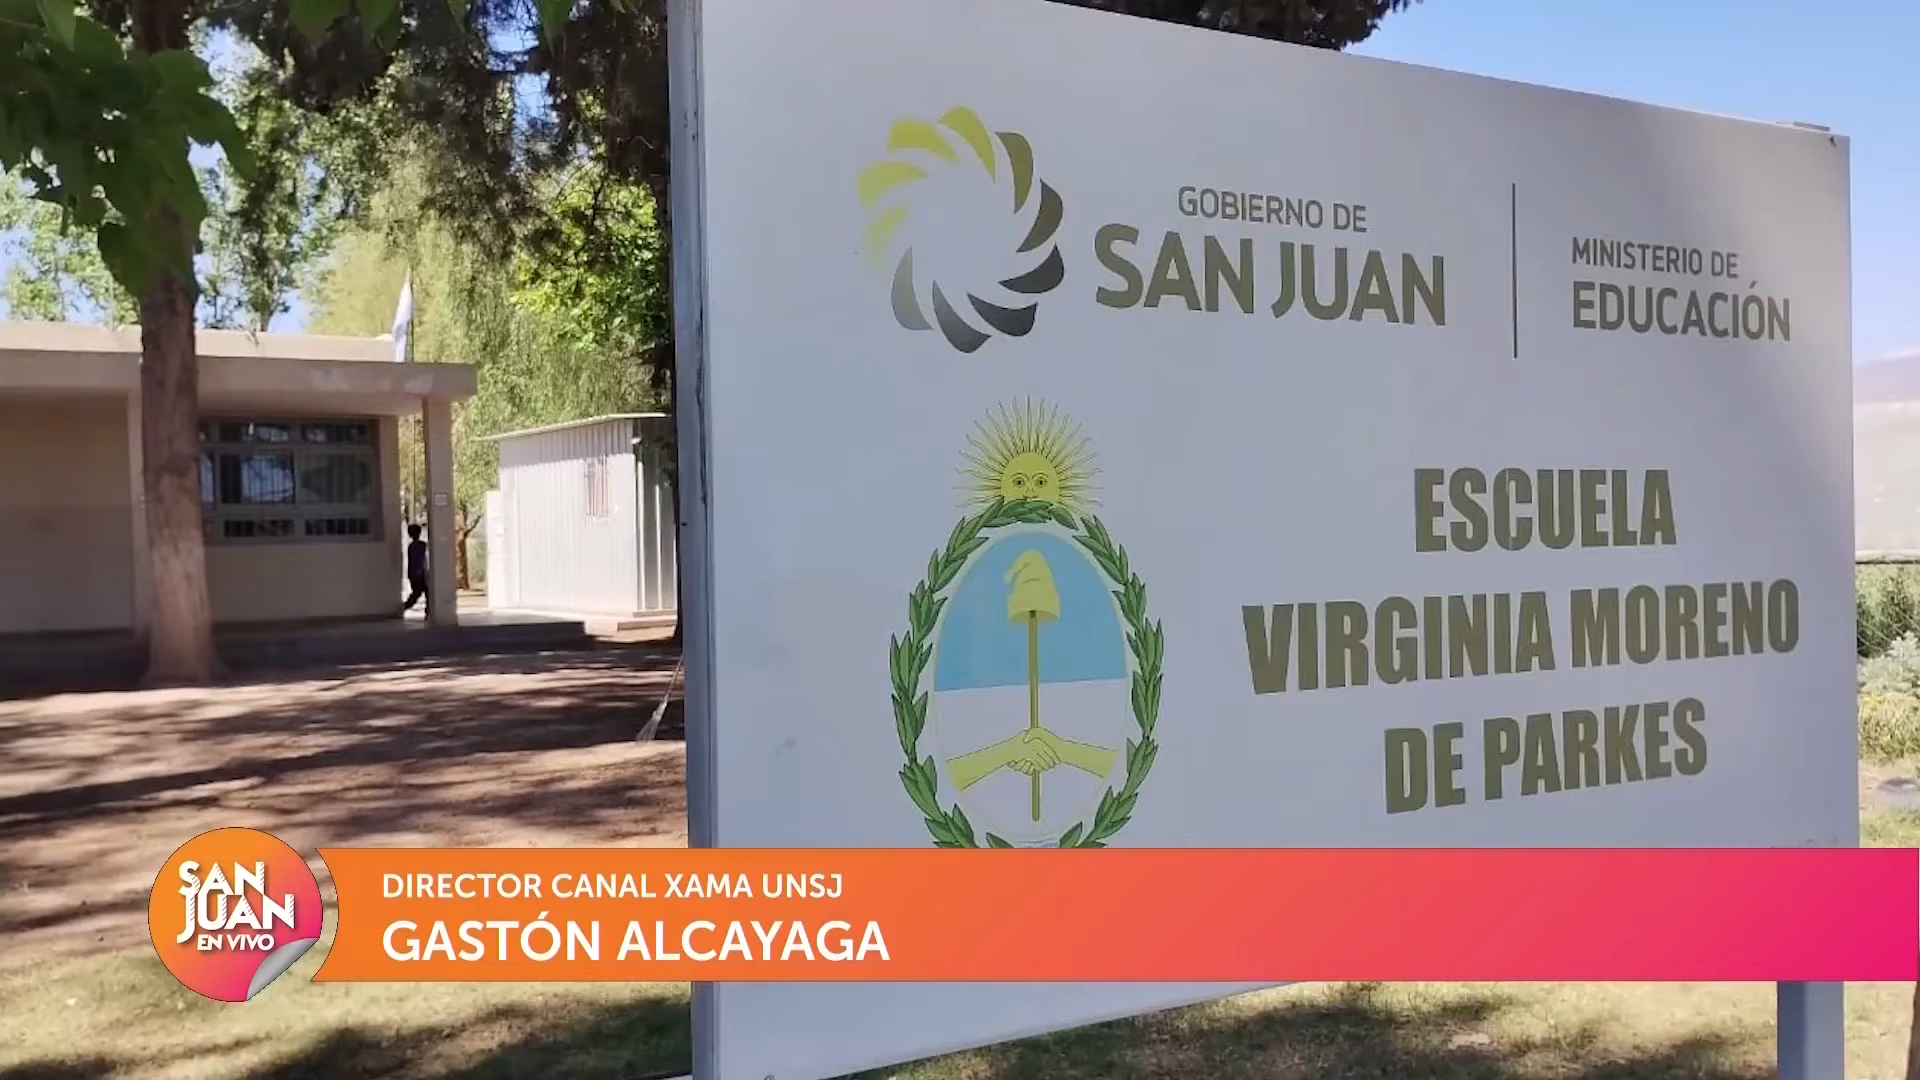 GOBIERNO DE
SAN JUAN
MINISTERIO DE
EDUCACIÓN
ESCUELA
VIRGINIA MORENO
DE PARKES
SAN
JUAN
EN VIVO
DIRECTOR CANAL XAMA UNSJ
GASTÓN ALCAYAGA